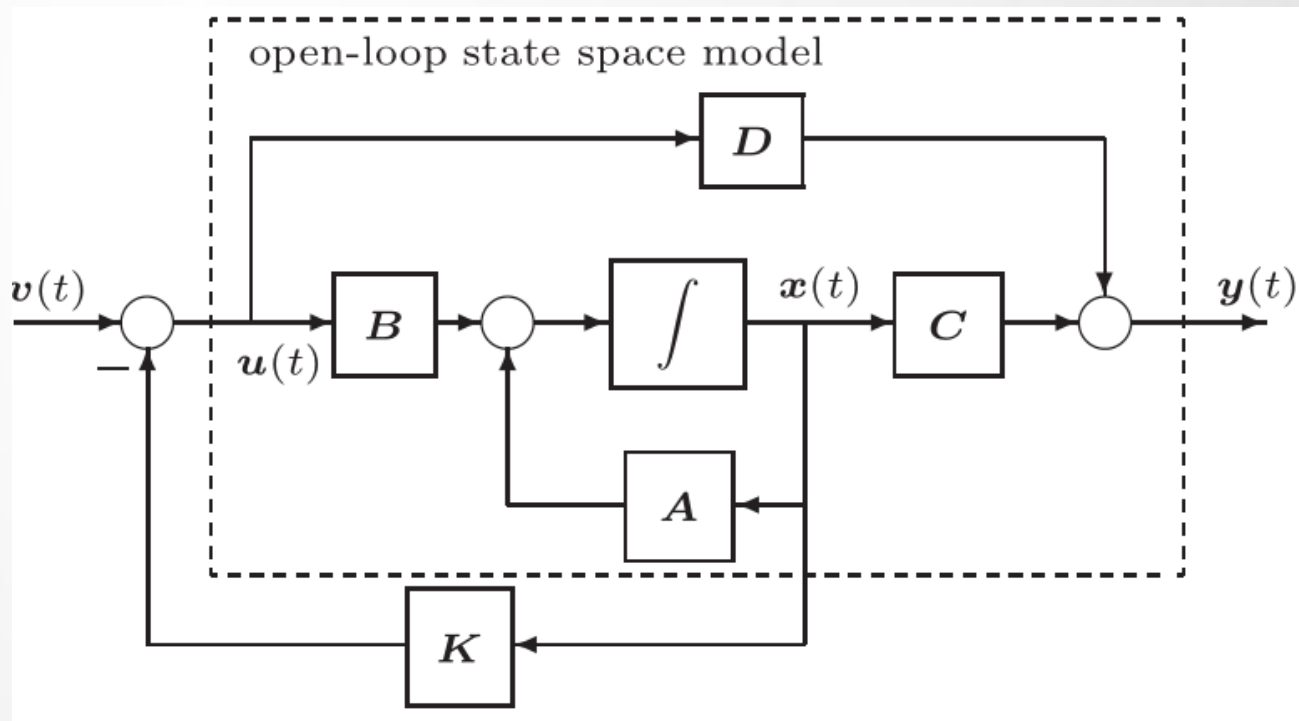 open-loop state space model
D
v(t)
−
u(t)
B
∫
x(t)
C
y(t)
A
K